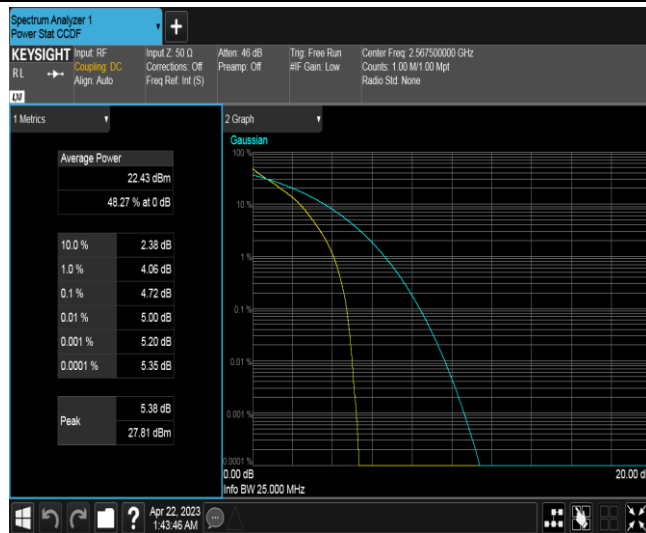 Spectrum Analyzer 1
Power Stat CCDF
+
KEYSIGHT
RL
Input: RF
Coupling: DC
Align: Auto
Input Z: 50 Ω
Corrections: Off
Freq Ref: Int (S)
Atten: 46 dB
Preamp: Off
Trig: Free Run
#IF Gain: Low
Center Freq: 2.567500000 GHz
Counts: 1.00 M/1.00 Mpt
Radio Std: None
1 Metrics
Average Power
22.43 dBm
48.27 % at 0 dB
10.0 % 2.38 dB
1.0 % 4.06 dB
0.1 % 4.72 dB
0.01 % 5.00 dB
0.001 % 5.20 dB
0.0001 % 5.35 dB
Peak
5.38 dB
27.81 dBm
2 Graph
Gaussian
100 %
10 %
1 %
0.1 %
0.01 %
0.001 %
0.0001 %
0.00 dB
20.00 d
Info BW 25.000 MHz
?
Apr 22, 2023
1:43:46 AM